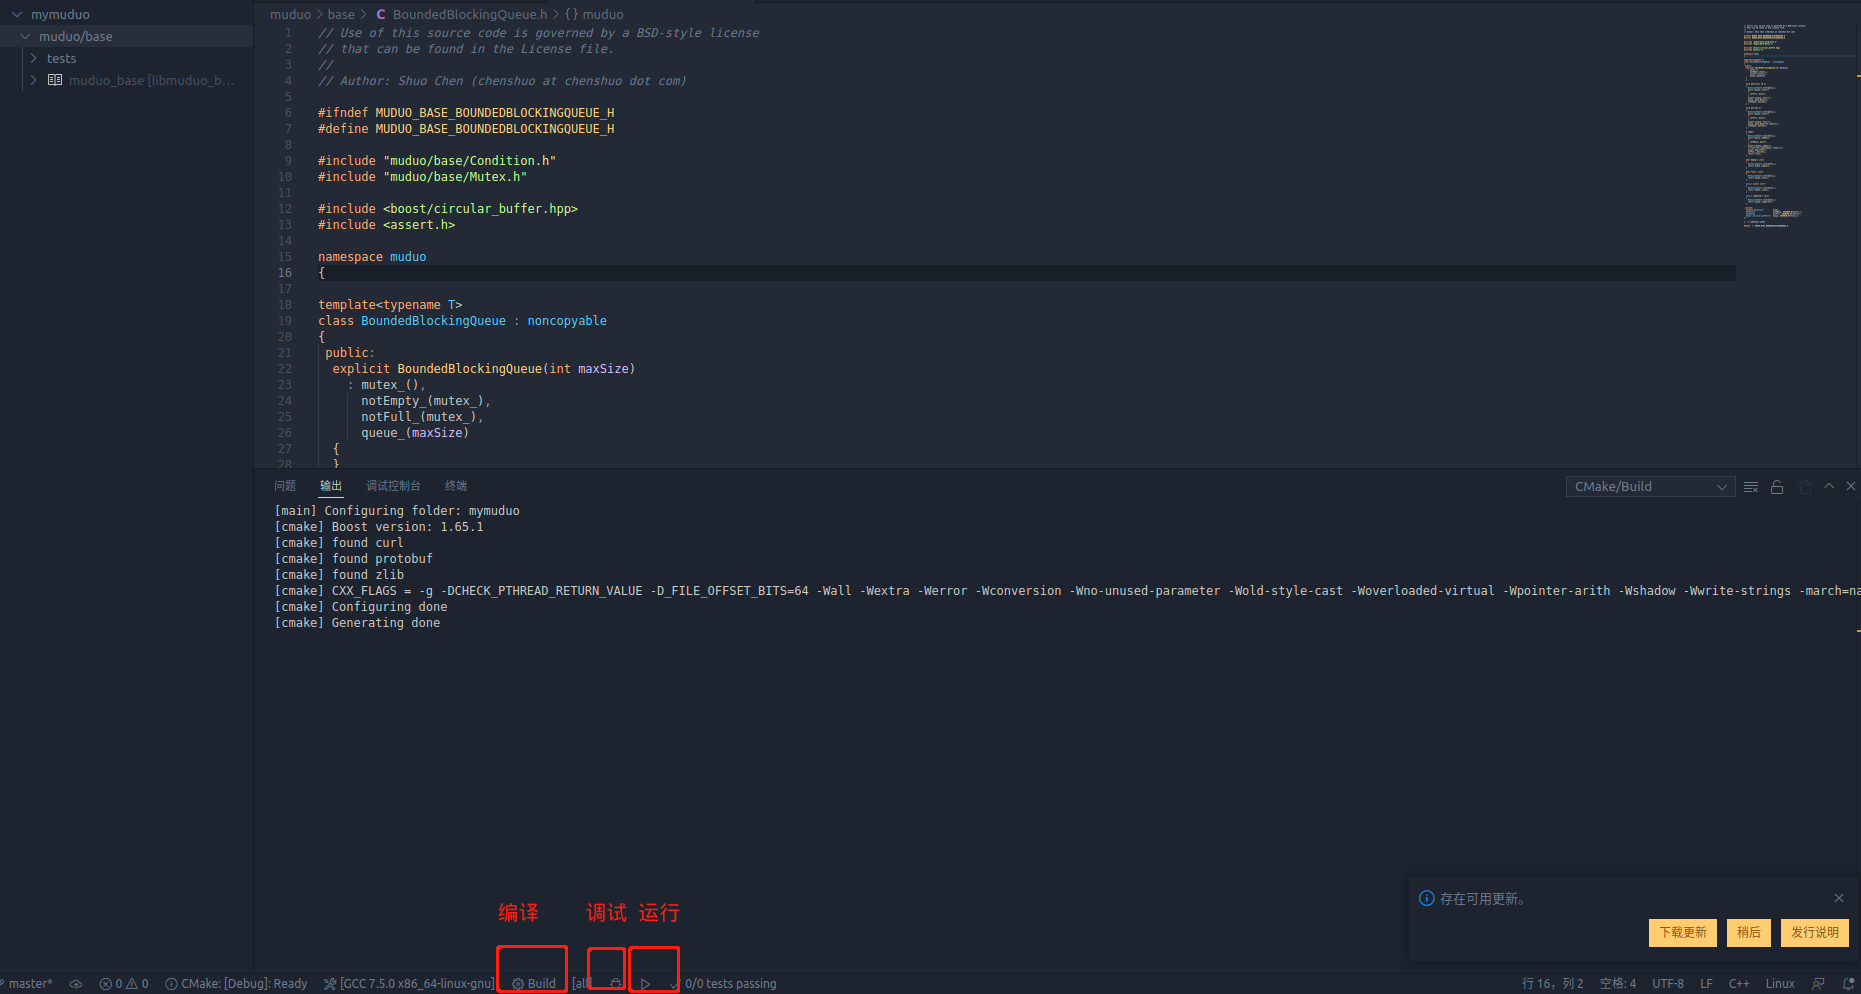 mymuduo
muduo/base
tests
muduo_base [libmuduo_b...
muduo > base > C BoundedBlockingQueue.h > {} muduo
1 // Use of this source code is governed by a BSD-style license
2 // that can be found in the License file.
3 //
4 // Author: Shuo Chen (chenshuo at chenshuo dot com)
5
6 #ifndef MUDUO_BASE_BOUNDEDBLOCKINGQUEUE_H
7 #define MUDUO_BASE_BOUNDEDBLOCKINGQUEUE_H
8
9 #include "muduo/base/Condition.h"
10 #include "muduo/base/Mutex.h"
11
12 #include <boost/circular_buffer.hpp>
13 #include <assert.h>
14
15 namespace muduo
16 {
17
18 template<typename T>
19 class BoundedBlockingQueue : noncopyable
20 {
21 public:
22 explicit BoundedBlockingQueue(int maxSize)
23 : mutex_(),
24 notEmpty_(mutex_),
25 notFull_(mutex_),
26 queue_(maxSize)
27 {
28 }
问题 输出 调试控制台 终端 CMake/Build
[main] Configuring folder: mymuduo
[cmake] Boost version: 1.65.1
[cmake] found curl
[cmake] found protobuf
[cmake] found zlib
[cmake] CXX_FLAGS = -g -DCHECK_PTHREAD_RETURN_VALUE -D_FILE_OFFSET_BITS=64 -Wall -Wextra -Werror -Wconversion -Wno-unused-parameter -Wold-style-cast -Woverloaded-virtual -Wpointer-arith -Wshadow -Wwrite-strings -march=na
[cmake] Configuring done
[cmake] Generating done
存在可用更新。
下载更新 稍后 发行说明
编译 调试 运行
master* 0 0 CMake: [Debug]: Ready [GCC 7.5.0 x86_64-linux-gnu] Build [all 0/0 tests passing 行 16，列 2 空格: 4 UTF-8 LF C++ Linux